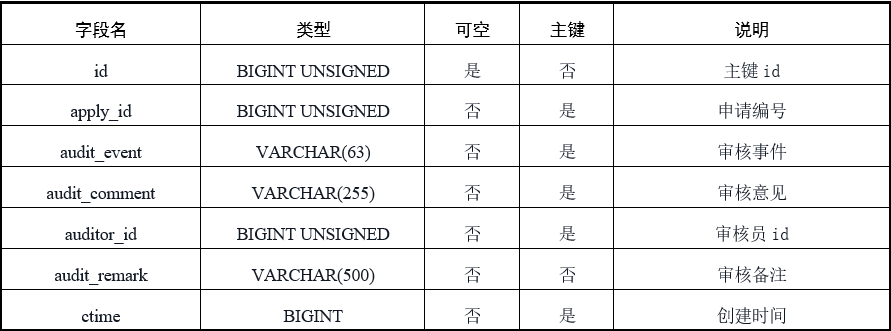 字段名 类型 可空 主键 说明
id BIGINT UNSIGNED 是 否 主键 id
apply_id BIGINT UNSIGNED 否 是 申请编号
audit_event VARCHAR(63) 否 是 审核事件
audit_comment VARCHAR(255) 否 是 审核意见
auditor_id BIGINT UNSIGNED 否 是 审核员 id
audit_remark VARCHAR(500) 否 否 审核备注
ctime BIGINT 否 是 创建时间